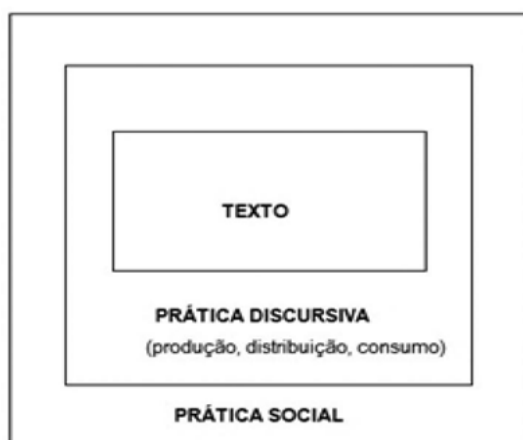 TEXTO
PRÁTICA DISCURSIVA
(produção, distribuição, consumo)
PRÁTICA SOCIAL